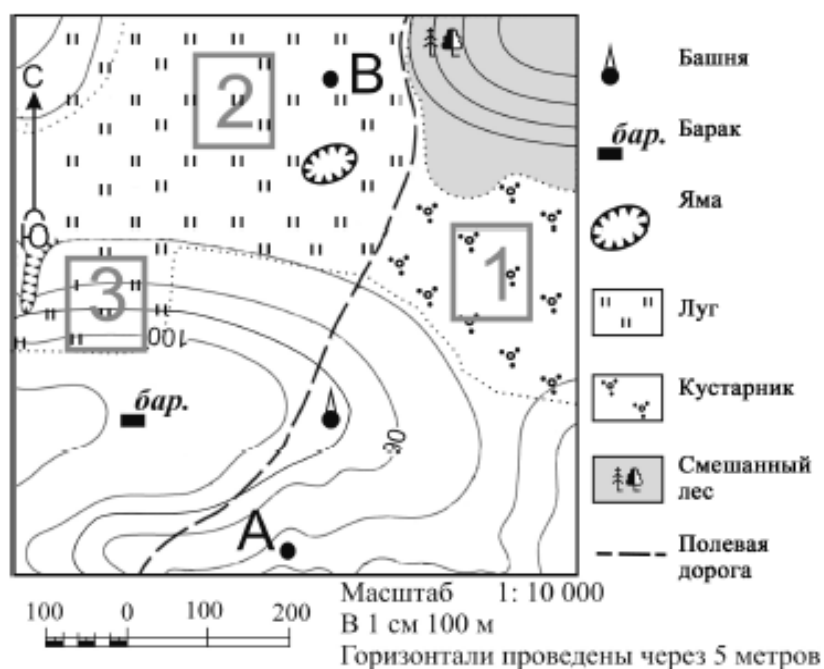 С
Ю
2
В
1
3
100
90
бар.
А
Башня
бар.
Барак
Яма
Луг
Кустарник
Смешанный
лес
Полевая
дорога
100 0 100 200
Масштаб 1: 10 000
В 1 см 100 м
Горизонтали проведены через 5 метров